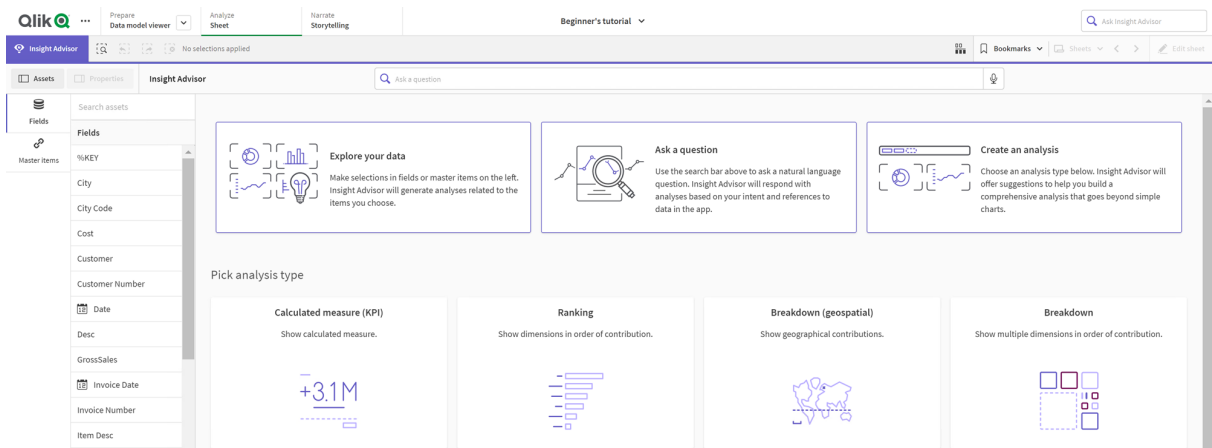 Qlik
Prepare
Data model viewer
Analyze
Sheet
Narrate
Storytelling
Beginner's tutorial
Ask Insight Advisor
Insight Advisor
No selections applied
Bookmarks
Sheets
Edit sheet
Assets
Properties
Insight Advisor
Ask a question
Fields
Master items
Search assets
Fields
%KEY
City
City Code
Cost
Customer
Customer Number
Date
Desc
GrossSales
Invoice Date
Invoice Number
Item Desc
Explore your data
Make selections in fields or master items on the left.
Insight Advisor will generate analyses related to the
items you choose.
Ask a question
Use the search bar above to ask a natural language
question. Insight Advisor will respond with
analyses based on your intent and references to
data in the app.
Create an analysis
Choose an analysis type below. Insight Advisor will
offer suggestions to help you build a
comprehensive analysis that goes beyond simple
charts.
Pick analysis type
Calculated measure (KPI)
Show calculated measure.
+3.1M
Ranking
Show dimensions in order of contribution.
Breakdown (geospatial)
Show geographical contributions.
Breakdown
Show multiple dimensions in order of contribution.